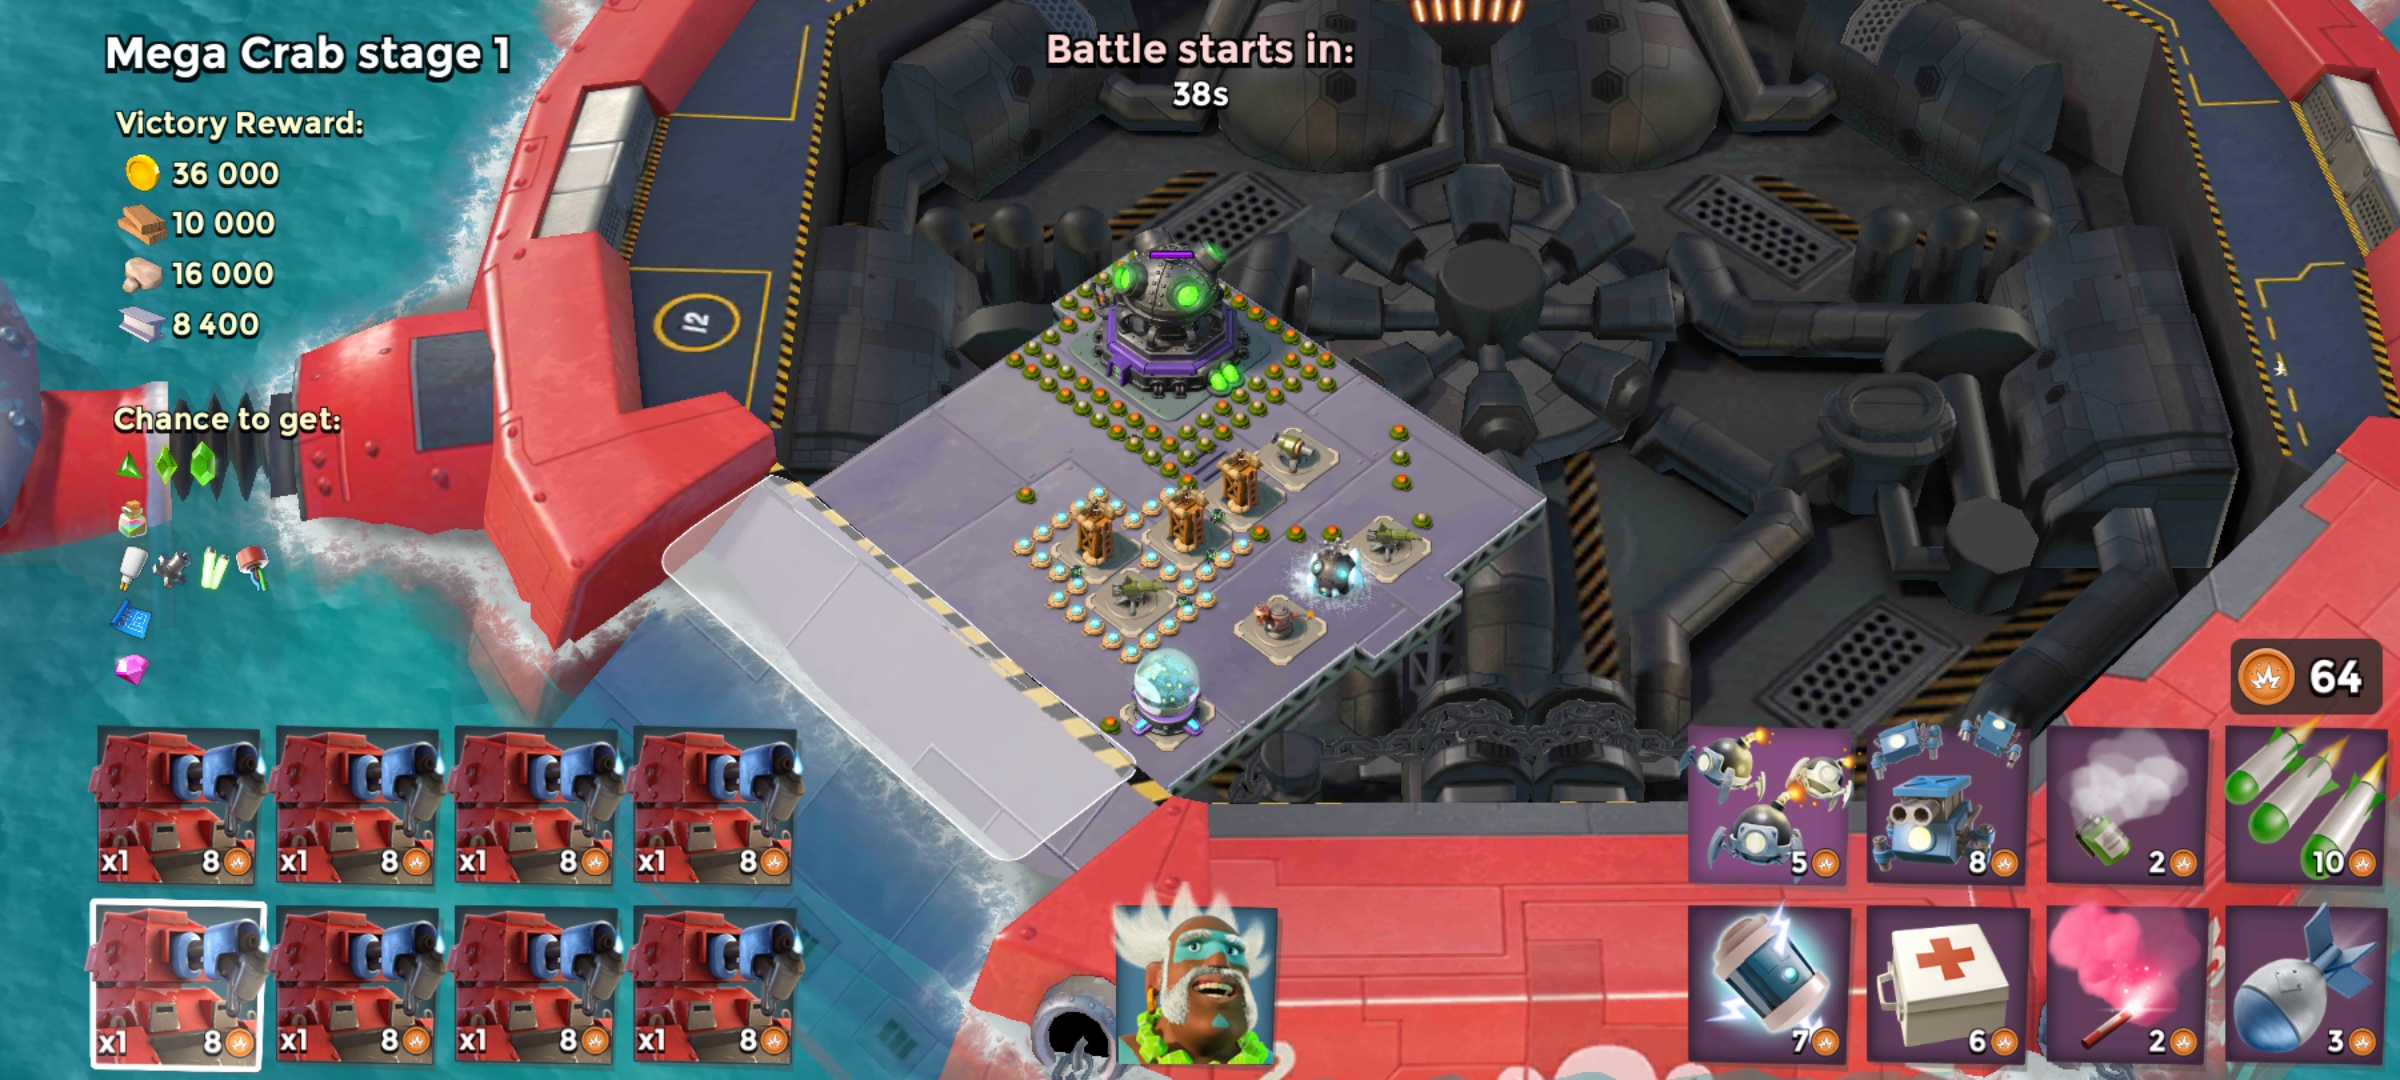 Mega Crab stage 1
Battle starts in:
38s
Victory Reward:
36 000
10 000
16 000
8 400
12
Chance to get:
64
x1 8
x1 8
x1 8
x1 8
5
8
2
10
x1 8
x1 8
x1 8
x1 8
7
6
2
3